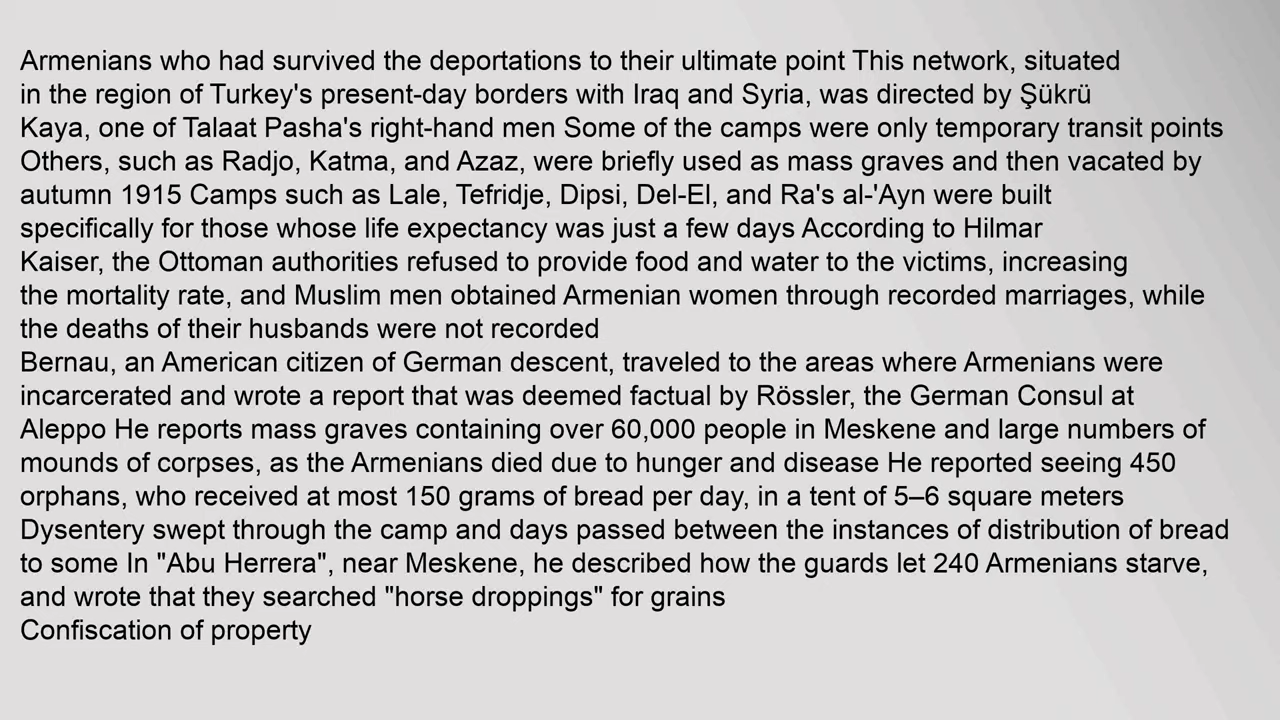 Armenians who had survived the deportations to their ultimate point This network, situated
in the region of Turkey's present-day borders with Iraq and Syria, was directed by Şükrü
Kaya, one of Talaat Pasha's right-hand men Some of the camps were only temporary transit points
Others, such as Radjo, Katma, and Azaz, were briefly used as mass graves and then vacated by
autumn 1915 Camps such as Lale, Tefridje, Dipsi, Del-El, and Ra's al-'Ayn were built
specifically for those whose life expectancy was just a few days According to Hilmar
Kaiser, the Ottoman authorities refused to provide food and water to the victims, increasing
the mortality rate, and Muslim men obtained Armenian women through recorded marriages, while
the deaths of their husbands were not recorded
Bernau, an American citizen of German descent, traveled to the areas where Armenians were
incarcerated and wrote a report that was deemed factual by Rössler, the German Consul at
Aleppo He reports mass graves containing over 60,000 people in Meskene and large numbers of
mounds of corpses, as the Armenians died due to hunger and disease He reported seeing 450
orphans, who received at most 150 grams of bread per day, in a tent of 5–6 square meters
Dysentery swept through the camp and days passed between the instances of distribution of bread
to some In "Abu Herrera", near Meskene, he described how the guards let 240 Armenians starve,
and wrote that they searched "horse droppings" for grains
Confiscation of property